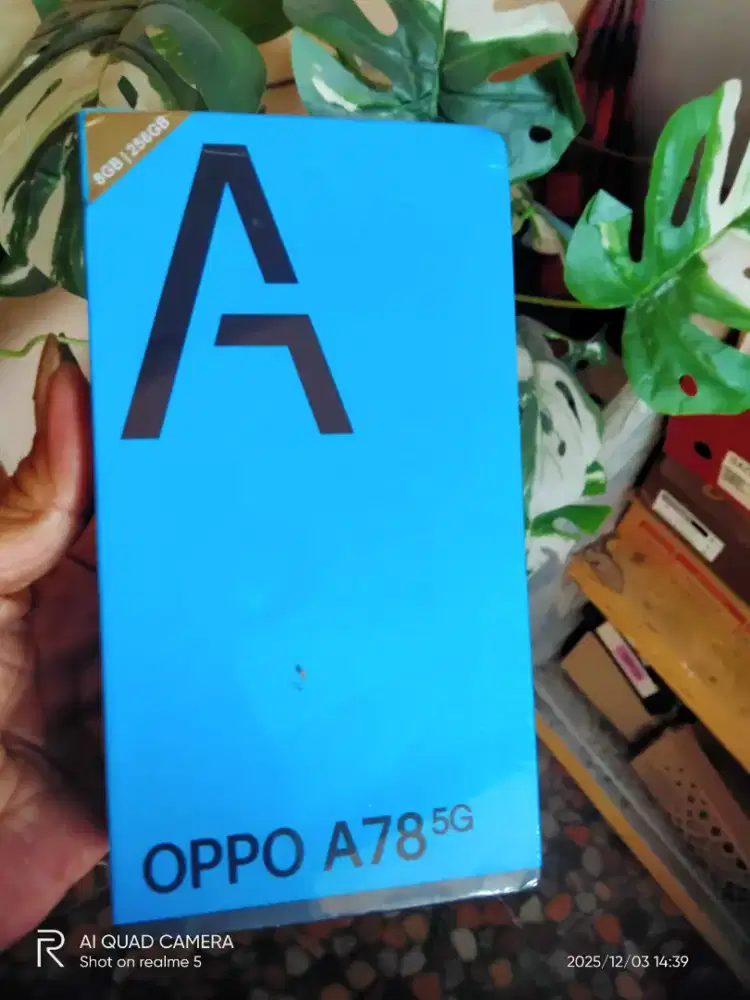 8GB | 256GB
A
OPPO A78 5G
AI QUAD CAMERA
Shot on realme 5
2025/12/03 14:39